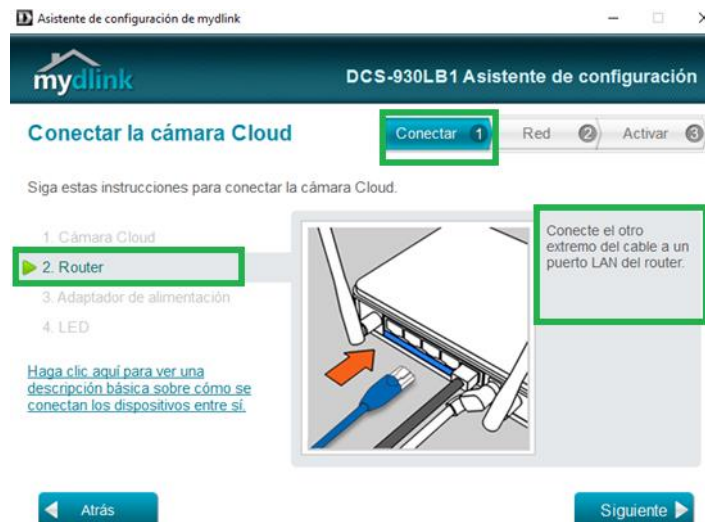 Asistente de configuración de mydlink
mydlink
DCS-930LB1 Asistente de configuración
Conectar la cámara Cloud
Conectar 1
Red 2
Activar 3
Siga estas instrucciones para conectar la cámara Cloud.
1. Cámara Cloud
2. Router
3. Adaptador de alimentación
4. LED
Haga clic aquí para ver una
descripción básica sobre cómo se
conectan los dispositivos entre sí.
Conecte el otro
extremo del cable a un
puerto LAN del router.
Atrás
Siguiente